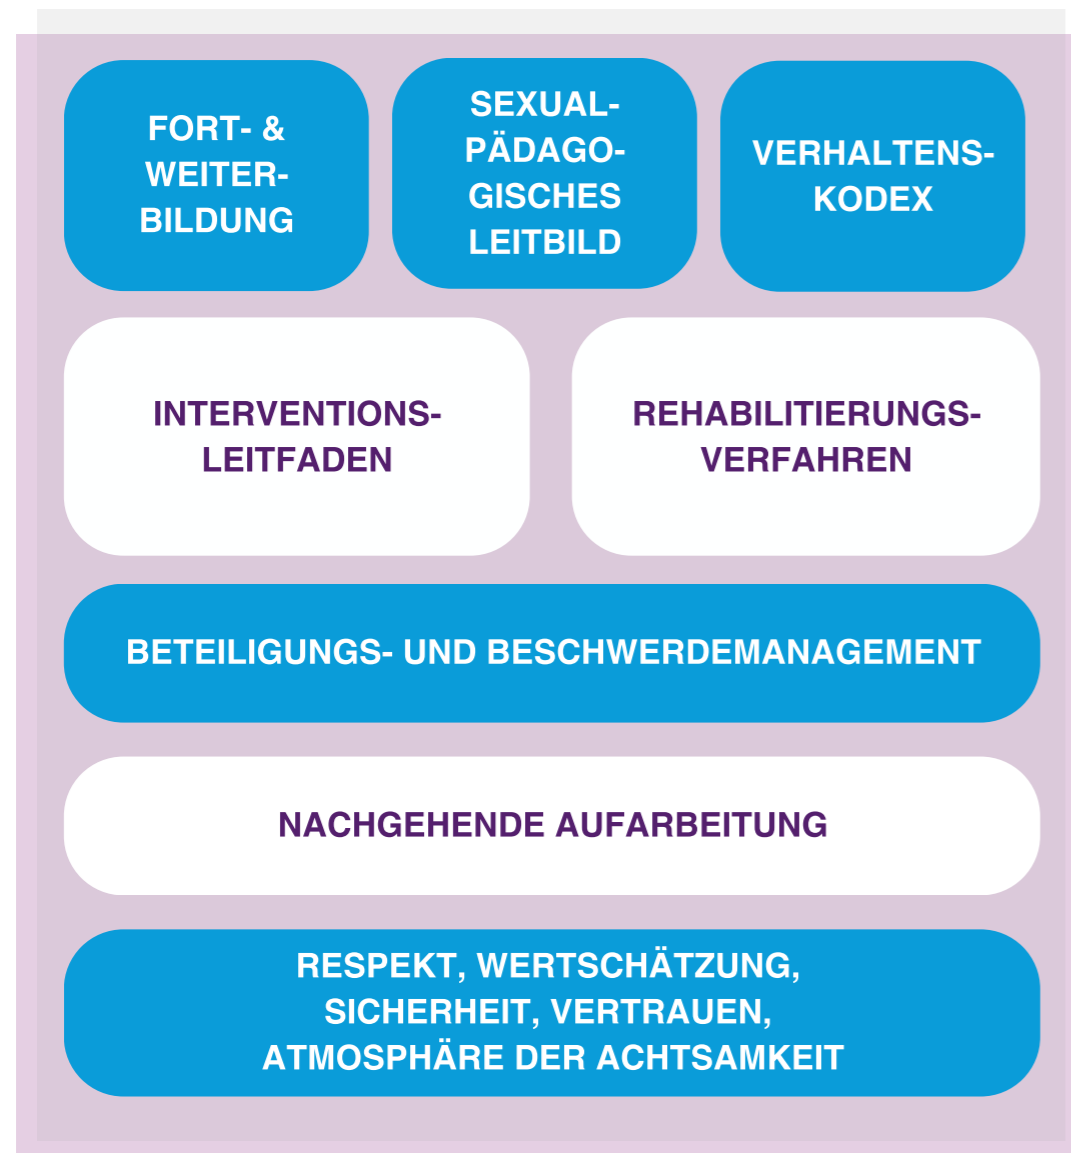 FORT- &
WEITER-
BILDUNG
SEXUAL-
PÄDAGO-
GISCHES
LEITBILD
VERHALTENS-
KODEX
INTERVENTIONS-
LEITFADEN
REHABILITIERUNGS-
VERFAHREN
BETEILIGUNGS- UND BESCHWERDEMANAGEMENT
NACHGEHENDE AUFARBEITUNG
RESPEKT, WERTSCHÄTZUNG,
SICHERHEIT, VERTRAUEN,
ATMOSPHÄRE DER ACHTSAMKEIT